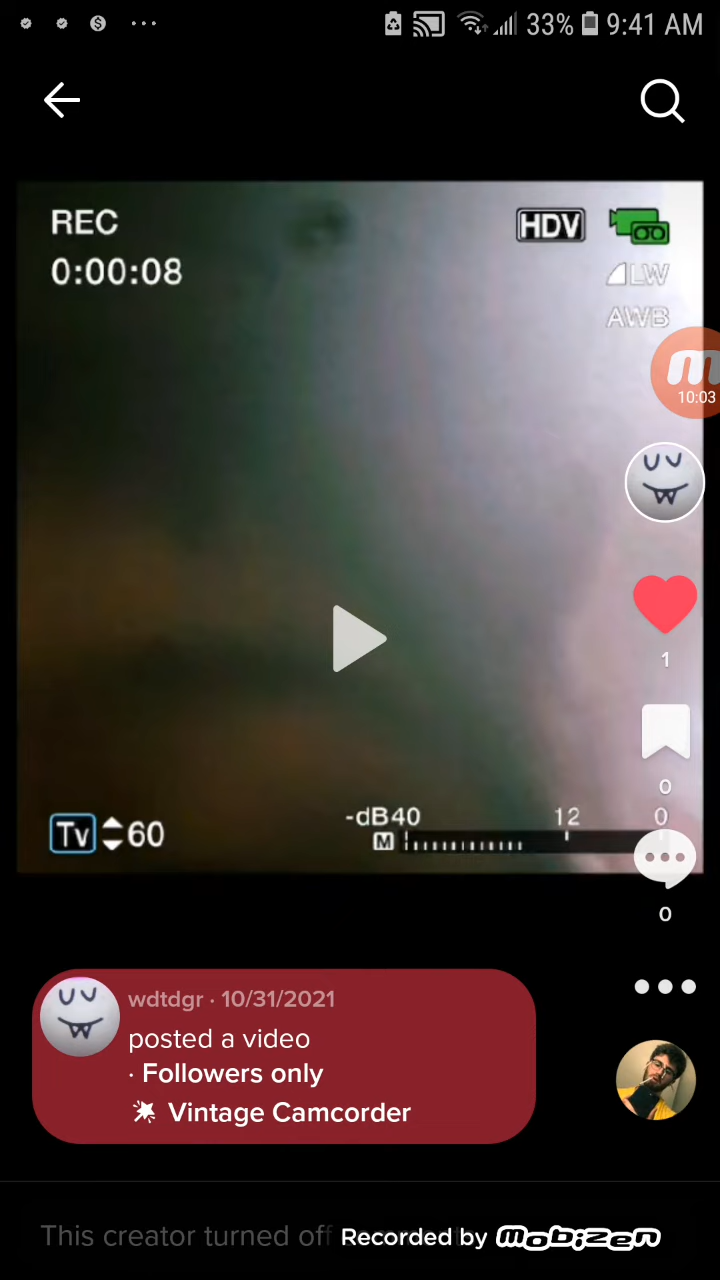 33% 9:41 AM
REC
HDV
0:00:08
LW
AWB
10:03
1
0
Tv 60
-dB40 12 0
M
0
wdtdgr · 10/31/2021
posted a video
· Followers only
Vintage Camcorder
This creator turned off
Recorded by Mobizen